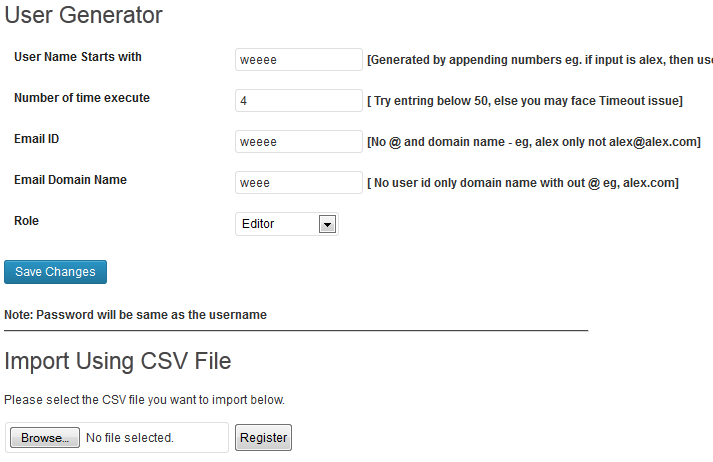 User Generator
User Name Starts with weeee [Generated by appending numbers eg. if input is alex, then use
Number of time execute 4 [ Try entring below 50, else you may face Timeout issue]
Email ID weeee [No @ and domain name - eg, alex only not alex@alex.com]
Email Domain Name weee [ No user id only domain name with out @ eg, alex.com]
Role Editor
Save Changes
Note: Password will be same as the username
Import Using CSV File
Please select the CSV file you want to import below.
Browse... No file selected. Register